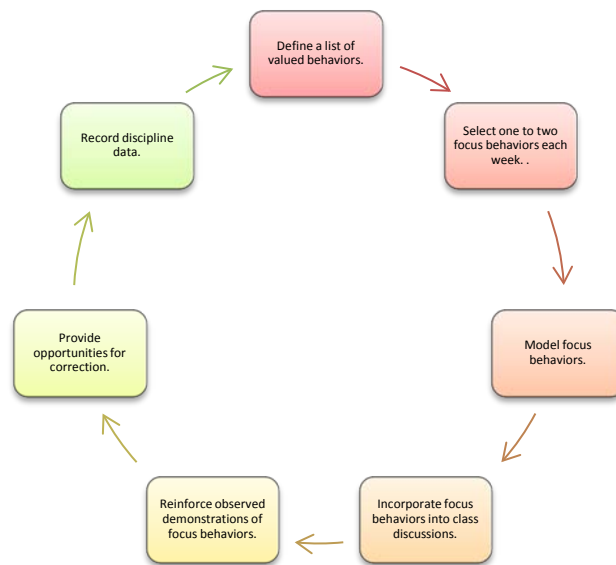 Define a list of
valued behaviors.
Select one to two
focus behaviors each
week. .
Model focus
behaviors.
Incorporate focus
behaviors into class
discussions.
Reinforce observed
demonstrations of
focus behaviors.
Provide
opportunities for
correction.
Record discipline
data.